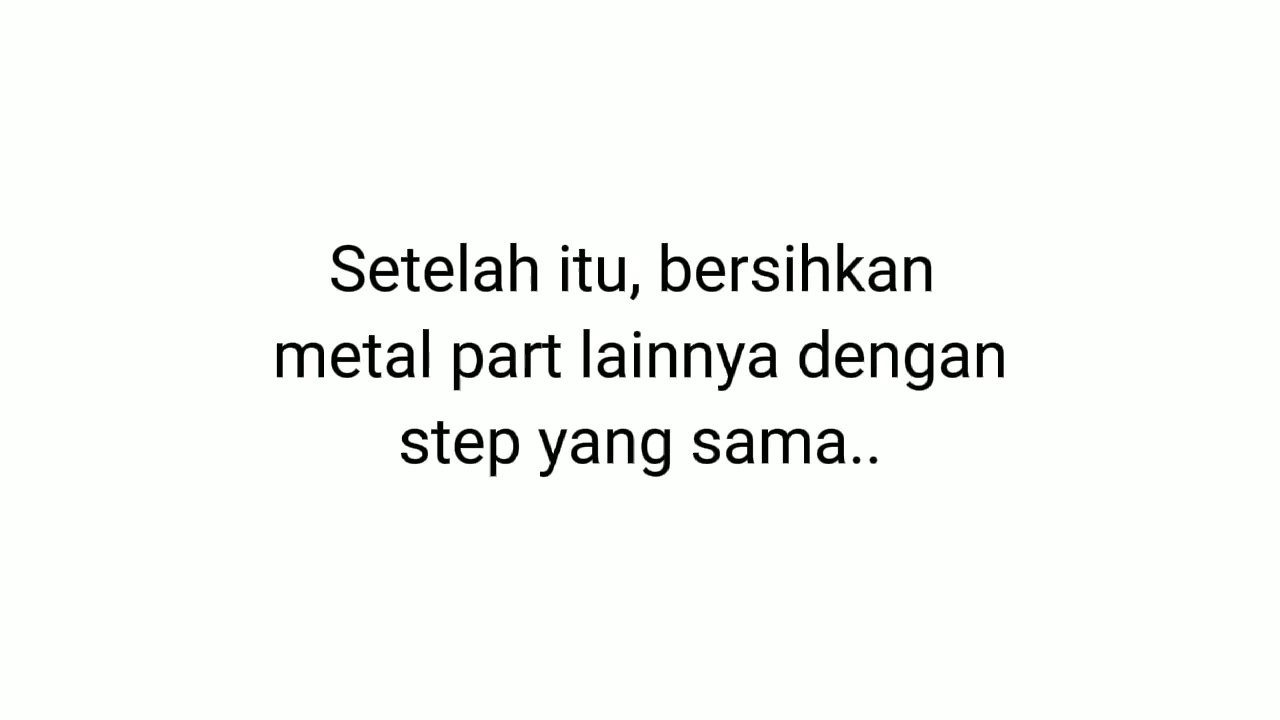 Setelah itu, bersihkan
metal part lainnya dengan
step yang sama..